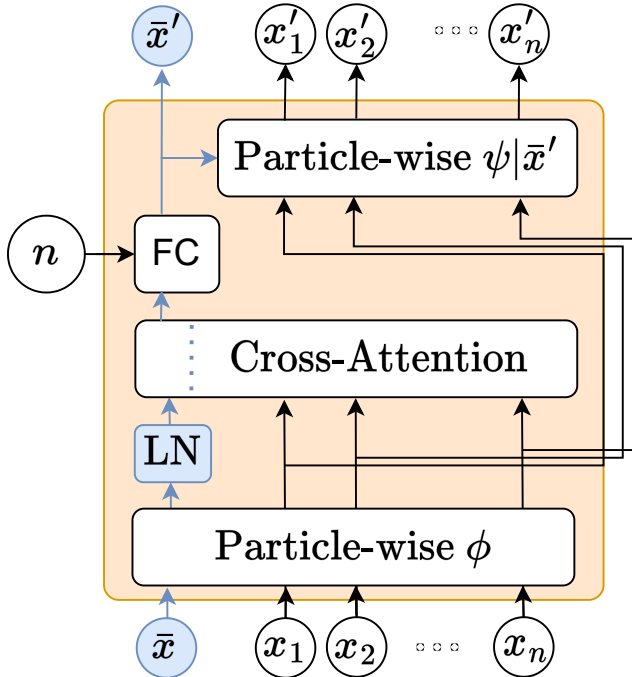 x̄′ x′₁ x′₂ ∘∘∘ x′ₙ
Particle-wise ψ|x̄′
n FC
Cross-Attention
LN
Particle-wise ϕ
x̄ x₁ x₂ ∘∘∘ xₙ